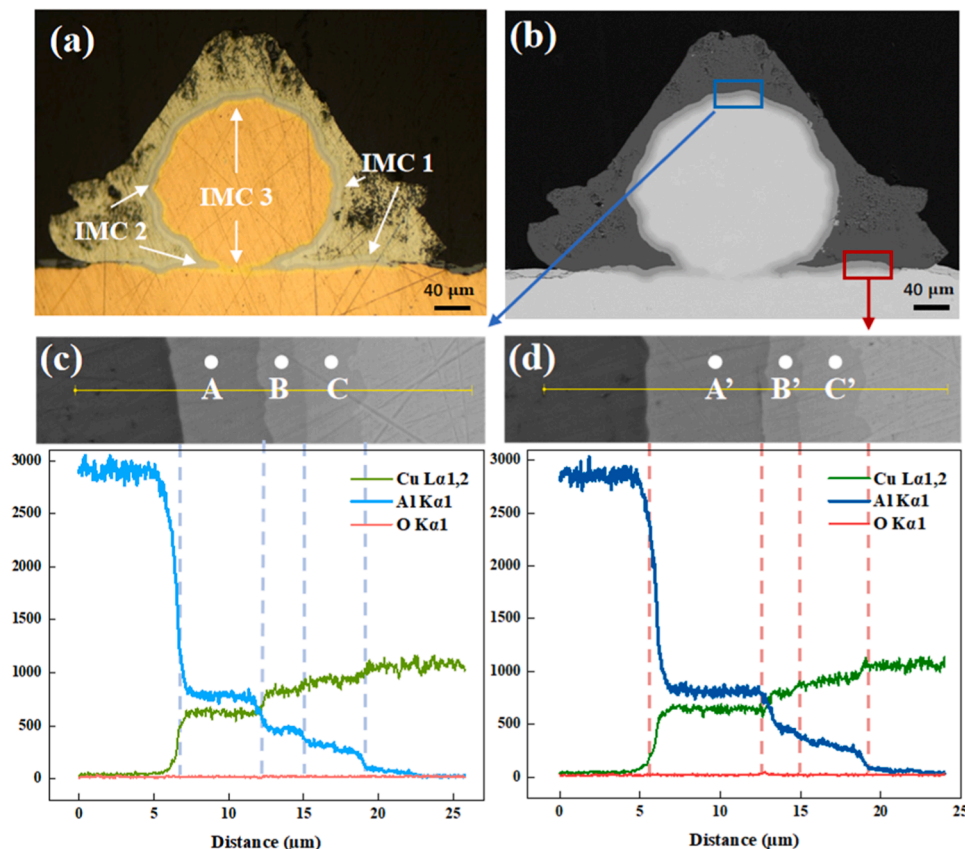 (a)
IMC 1
IMC 3
IMC 2
40 μm
(b)
40 μm
(c)
A B C
(d)
A’ B’ C’
3000
2500
2000
1500
1000
500
0
Cu Lα1,2
Al Kα1
O Kα1
0 5 10 15 20 25
Distance (μm)
3000
2500
2000
1500
1000
500
0
Cu Lα1,2
Al Kα1
O Kα1
0 5 10 15 20 25
Distance (μm)